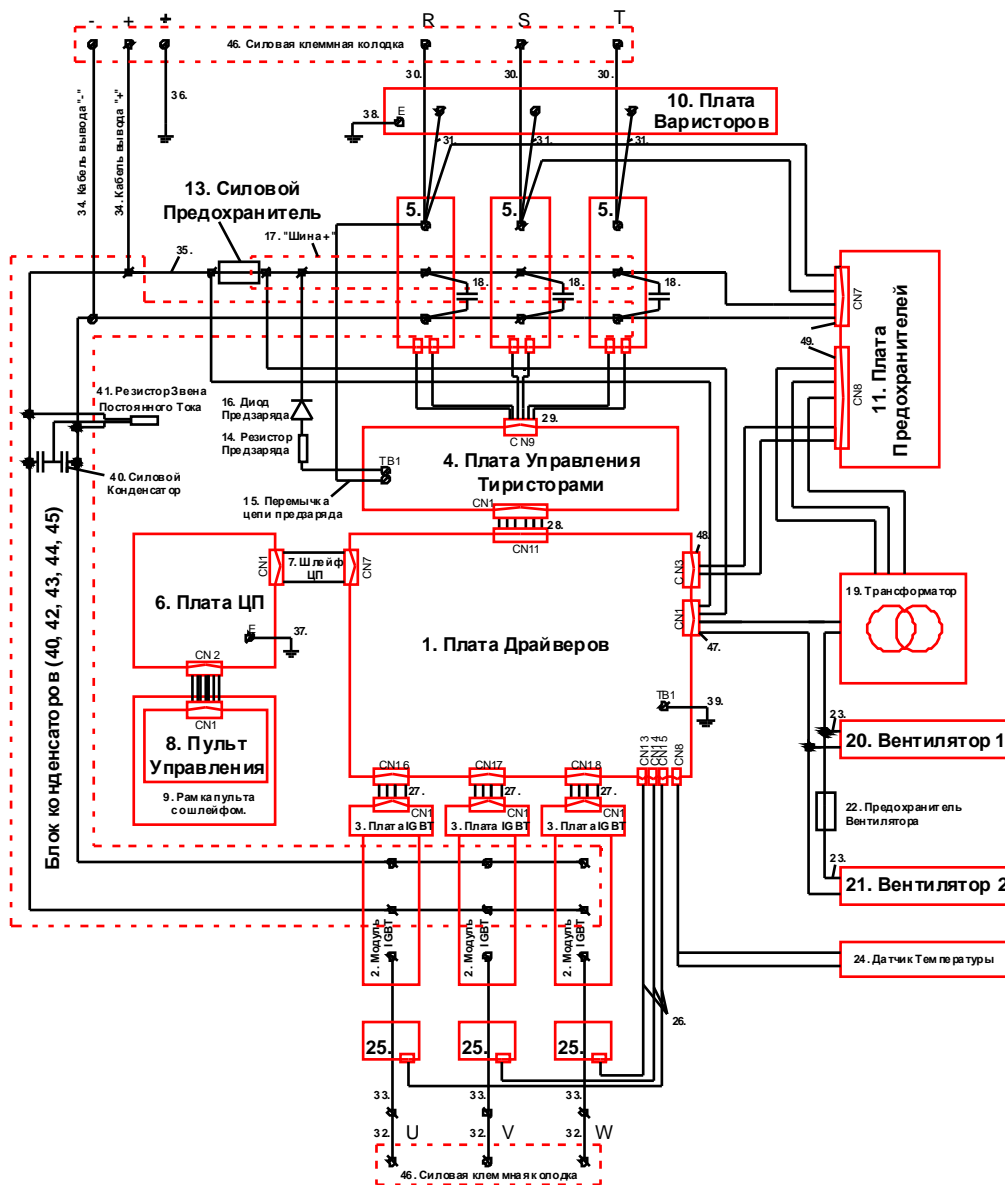 - + +
R S T
46. Силовая клеммная колодка
30. 30. 30.
36.
34. Кабель вывода "-"
34. Кабель вывода "+"
38.
E
10. Плата
Варисторов
31. 31. 31.
13. Силовой
Предохранитель
5. 5. 5.
17. "Шина+"
35.
18. 18. 18.
CN7
49.
CN8
11. Плата
Предохранителей
41. Резистор Звена
Постоянного Тока
16. Диод
Предзаряда
14. Резистор
Предзаряда
29.
CN9
TB1
4. Плата Управления
Тиристорами
40. Силовой
Конденсатор
15. Перемычка
цепи предзаряда
CN1
28.
CN11
Блок конденсаторов (40, 42, 43, 44, 45)
CN1
7. Шлейф
ЦП
CN7
48.
CN3
6. Плата ЦП
E
37.
CN1
47.
19. Трансформатор
1. Плата Драйверов
CN2
CN1
TB1
39.
8. Пульт
Управления
9. Рамка пульта
со шлейфом.
23.
20. Вентилятор 1
CN13
CN14
CN15
CN8
CN16 CN17 CN18
27. 27. 27.
CN1 CN1 CN1
3. Плата IGBT 3. Плата IGBT 3. Плата IGBT
22. Предохранитель
Вентилятора
23.
21. Вентилятор 2
2. Модуль
IGBT
2. Модуль
IGBT
2. Модуль
IGBT
24. Датчик Температуры
26.
25. 25. 25.
33. 33. 33.
32. U 32. V 32. W
46. Силовая клеммная колодка